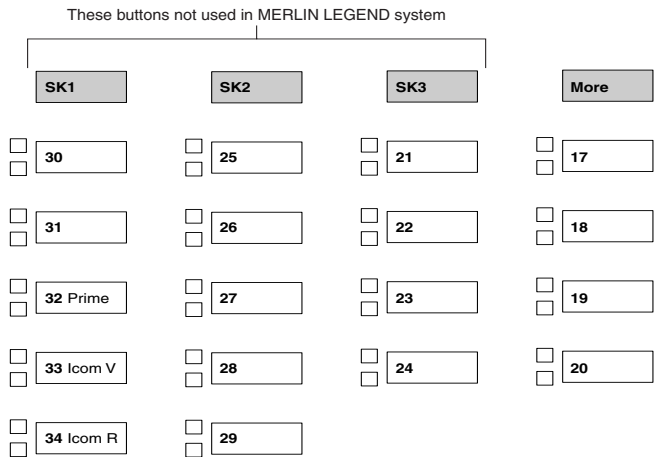 These buttons not used in MERLIN LEGEND system
SK1 SK2 SK3 More
30 25 21 17
31 26 22 18
32 Prime 27 23 19
33 Icom V 28 24 20
34 Icom R 29